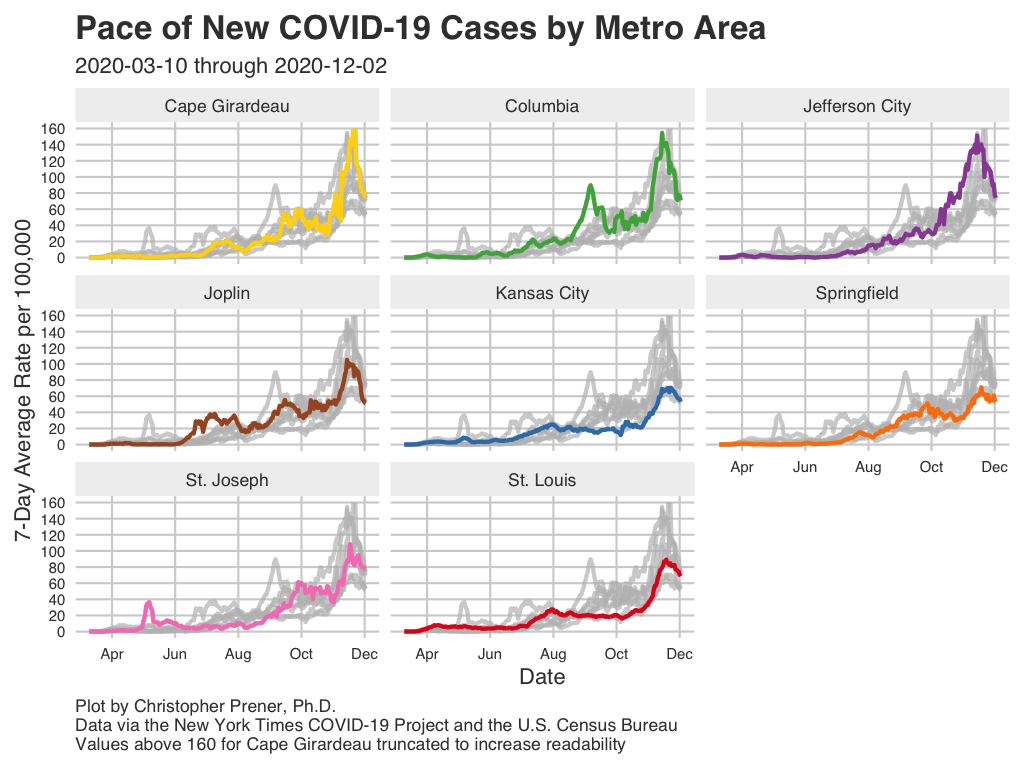 Pace of New COVID-19 Cases by Metro Area
2020-03-10 through 2020-12-02
Cape Girardeau
Columbia
Jefferson City
160
140
120
100
80
60
40
20
0
Joplin
Kansas City
Springfield
160
140
120
100
80
60
40
20
0
Apr Jun Aug Oct Dec
St. Joseph
St. Louis
160
140
120
100
80
60
40
20
0
Apr Jun Aug Oct Dec
Apr Jun Aug Oct Dec
7-Day Average Rate per 100,000
Date
Plot by Christopher Prener, Ph.D.
Data via the New York Times COVID-19 Project and the U.S. Census Bureau
Values above 160 for Cape Girardeau truncated to increase readability